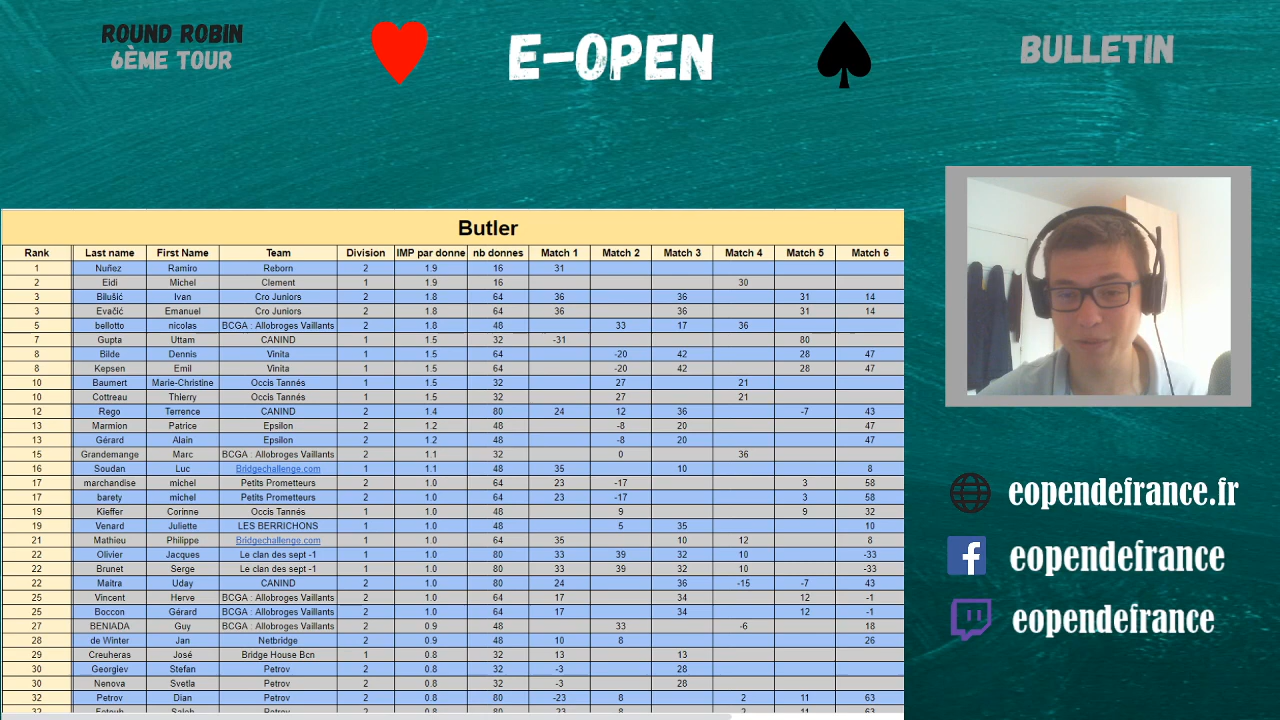 ROUND ROBIN
6ÈME TOUR
E-OPEN
BULLETIN
Butler
Rank Last name First Name Team Division IMP par donne nb donnes Match 1 Match 2 Match 3 Match 4 Match 5 Match 6
1 Nuñez Ramiro Reborn 2 1.9 16 31
2 Eidi Michel Clement 1 1.9 16 30
3 Bilušić Ivan Cro Juniors 2 1.8 64 36 36 31 14
3 Evačić Emanuel Cro Juniors 2 1.8 64 36 36 31 14
5 bellotto nicolas BCGA : Allobroges Vaillants 2 1.8 48 33 17 36
7 Gupta Uttam CANIND 1 1.5 32 -31 80
8 Bilde Dennis Vinita 1 1.5 64 -20 42 28 47
8 Kepsen Emil Vinita 1 1.5 64 -20 42 28 47
10 Baumert Marie-Christine Occis Tannés 1 1.5 32 27 21
10 Cottreau Thierry Occis Tannés 1 1.5 32 27 21
12 Rego Terrence CANIND 2 1.4 80 24 12 36 -7 43
13 Marmion Patrice Epsilon 2 1.2 48 -8 20 47
13 Gérard Alain Epsilon 2 1.2 48 -8 20 47
15 Grandemange Marc BCGA : Allobroges Vaillants 2 1.1 32 0 36
16 Soudan Luc Bridgechallenge.com 1 1.1 48 35 10 8
17 marchandise michel Petits Prometteurs 2 1.0 64 23 -17 3 58
17 barety michel Petits Prometteurs 2 1.0 64 23 -17 3 58
19 Kieffer Corinne Occis Tannés 1 1.0 48 9 9 32
19 Venard Juliette LES BERRICHONS 1 1.0 48 5 35 10
21 Mathieu Philippe Bridgechallenge.com 1 1.0 64 35 10 12 8
22 Olivier Jacques Le clan des sept -1 1 1.0 80 33 39 32 10 -33
22 Brunet Serge Le clan des sept -1 1 1.0 80 33 39 32 10 -33
22 Maitra Uday CANIND 2 1.0 80 24 36 -15 -7 43
25 Vincent Herve BCGA : Allobroges Vaillants 2 1.0 64 17 34 12 -1
25 Boccon Gérard BCGA : Allobroges Vaillants 2 1.0 64 17 34 12 -1
27 BENIADA Guy BCGA : Allobroges Vaillants 2 0.9 48 33 -6 18
28 de Winter Jan Netbridge 2 0.9 48 10 8 26
29 Creuheras José Bridge House Bcn 1 0.8 32 13 13
30 Georgiev Stefan Petrov 2 0.8 32 -3 28
30 Nenova Svetla Petrov 2 0.8 32 -3 28
32 Petrov Dian Petrov 2 0.8 80 -23 8 2 11 63
eopendefrance.fr
eopendefrance
eopendefrance